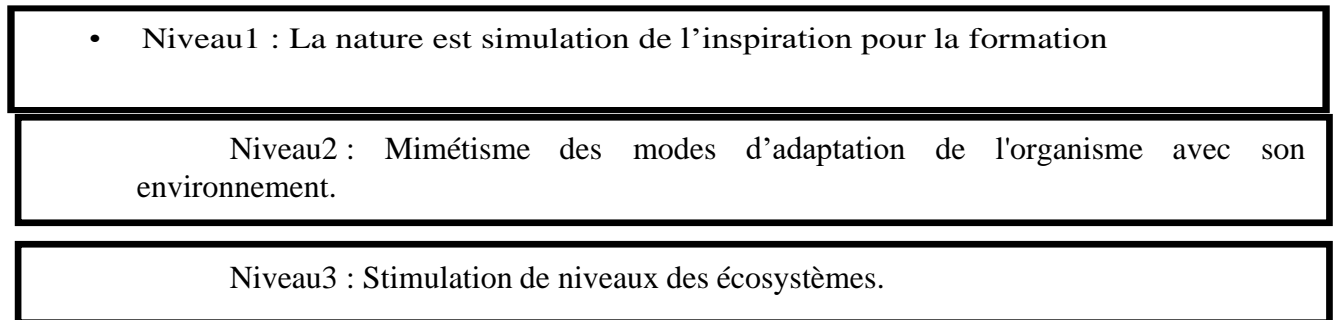 • Niveau1 : La nature est simulation de l’inspiration pour la formation
Niveau2 : Mimétisme des modes d’adaptation de l'organisme avec son
environnement.
Niveau3 : Stimulation de niveaux des écosystèmes.